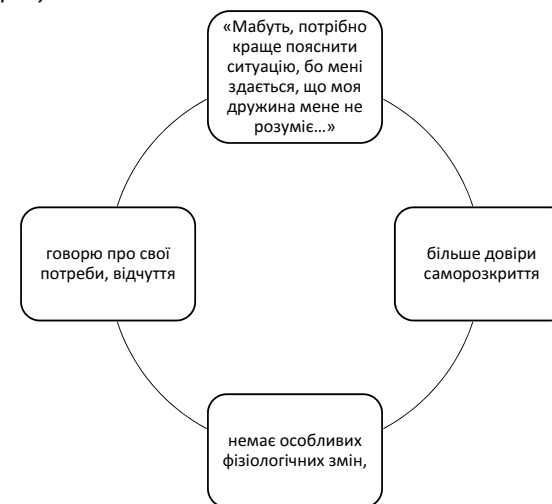 «Мабуть, потрібно
краще пояснити
ситуацію, бо мені
здається, що моя
дружина мене не
розуміє...»
говорю про свої
потреби, відчуття
більше довіри
саморозкриття
немає особливих
фізіологічних змін,